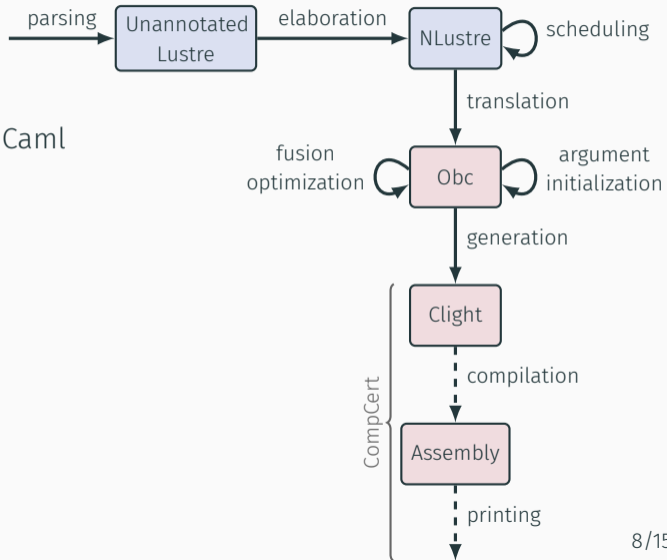 parsing
Unannotated
Lustre
elaboration
NLustre
scheduling
translation
Caml
fusion
optimization
Obc
argument
initialization
generation
Clight
CompCert
compilation
Assembly
printing
8/15